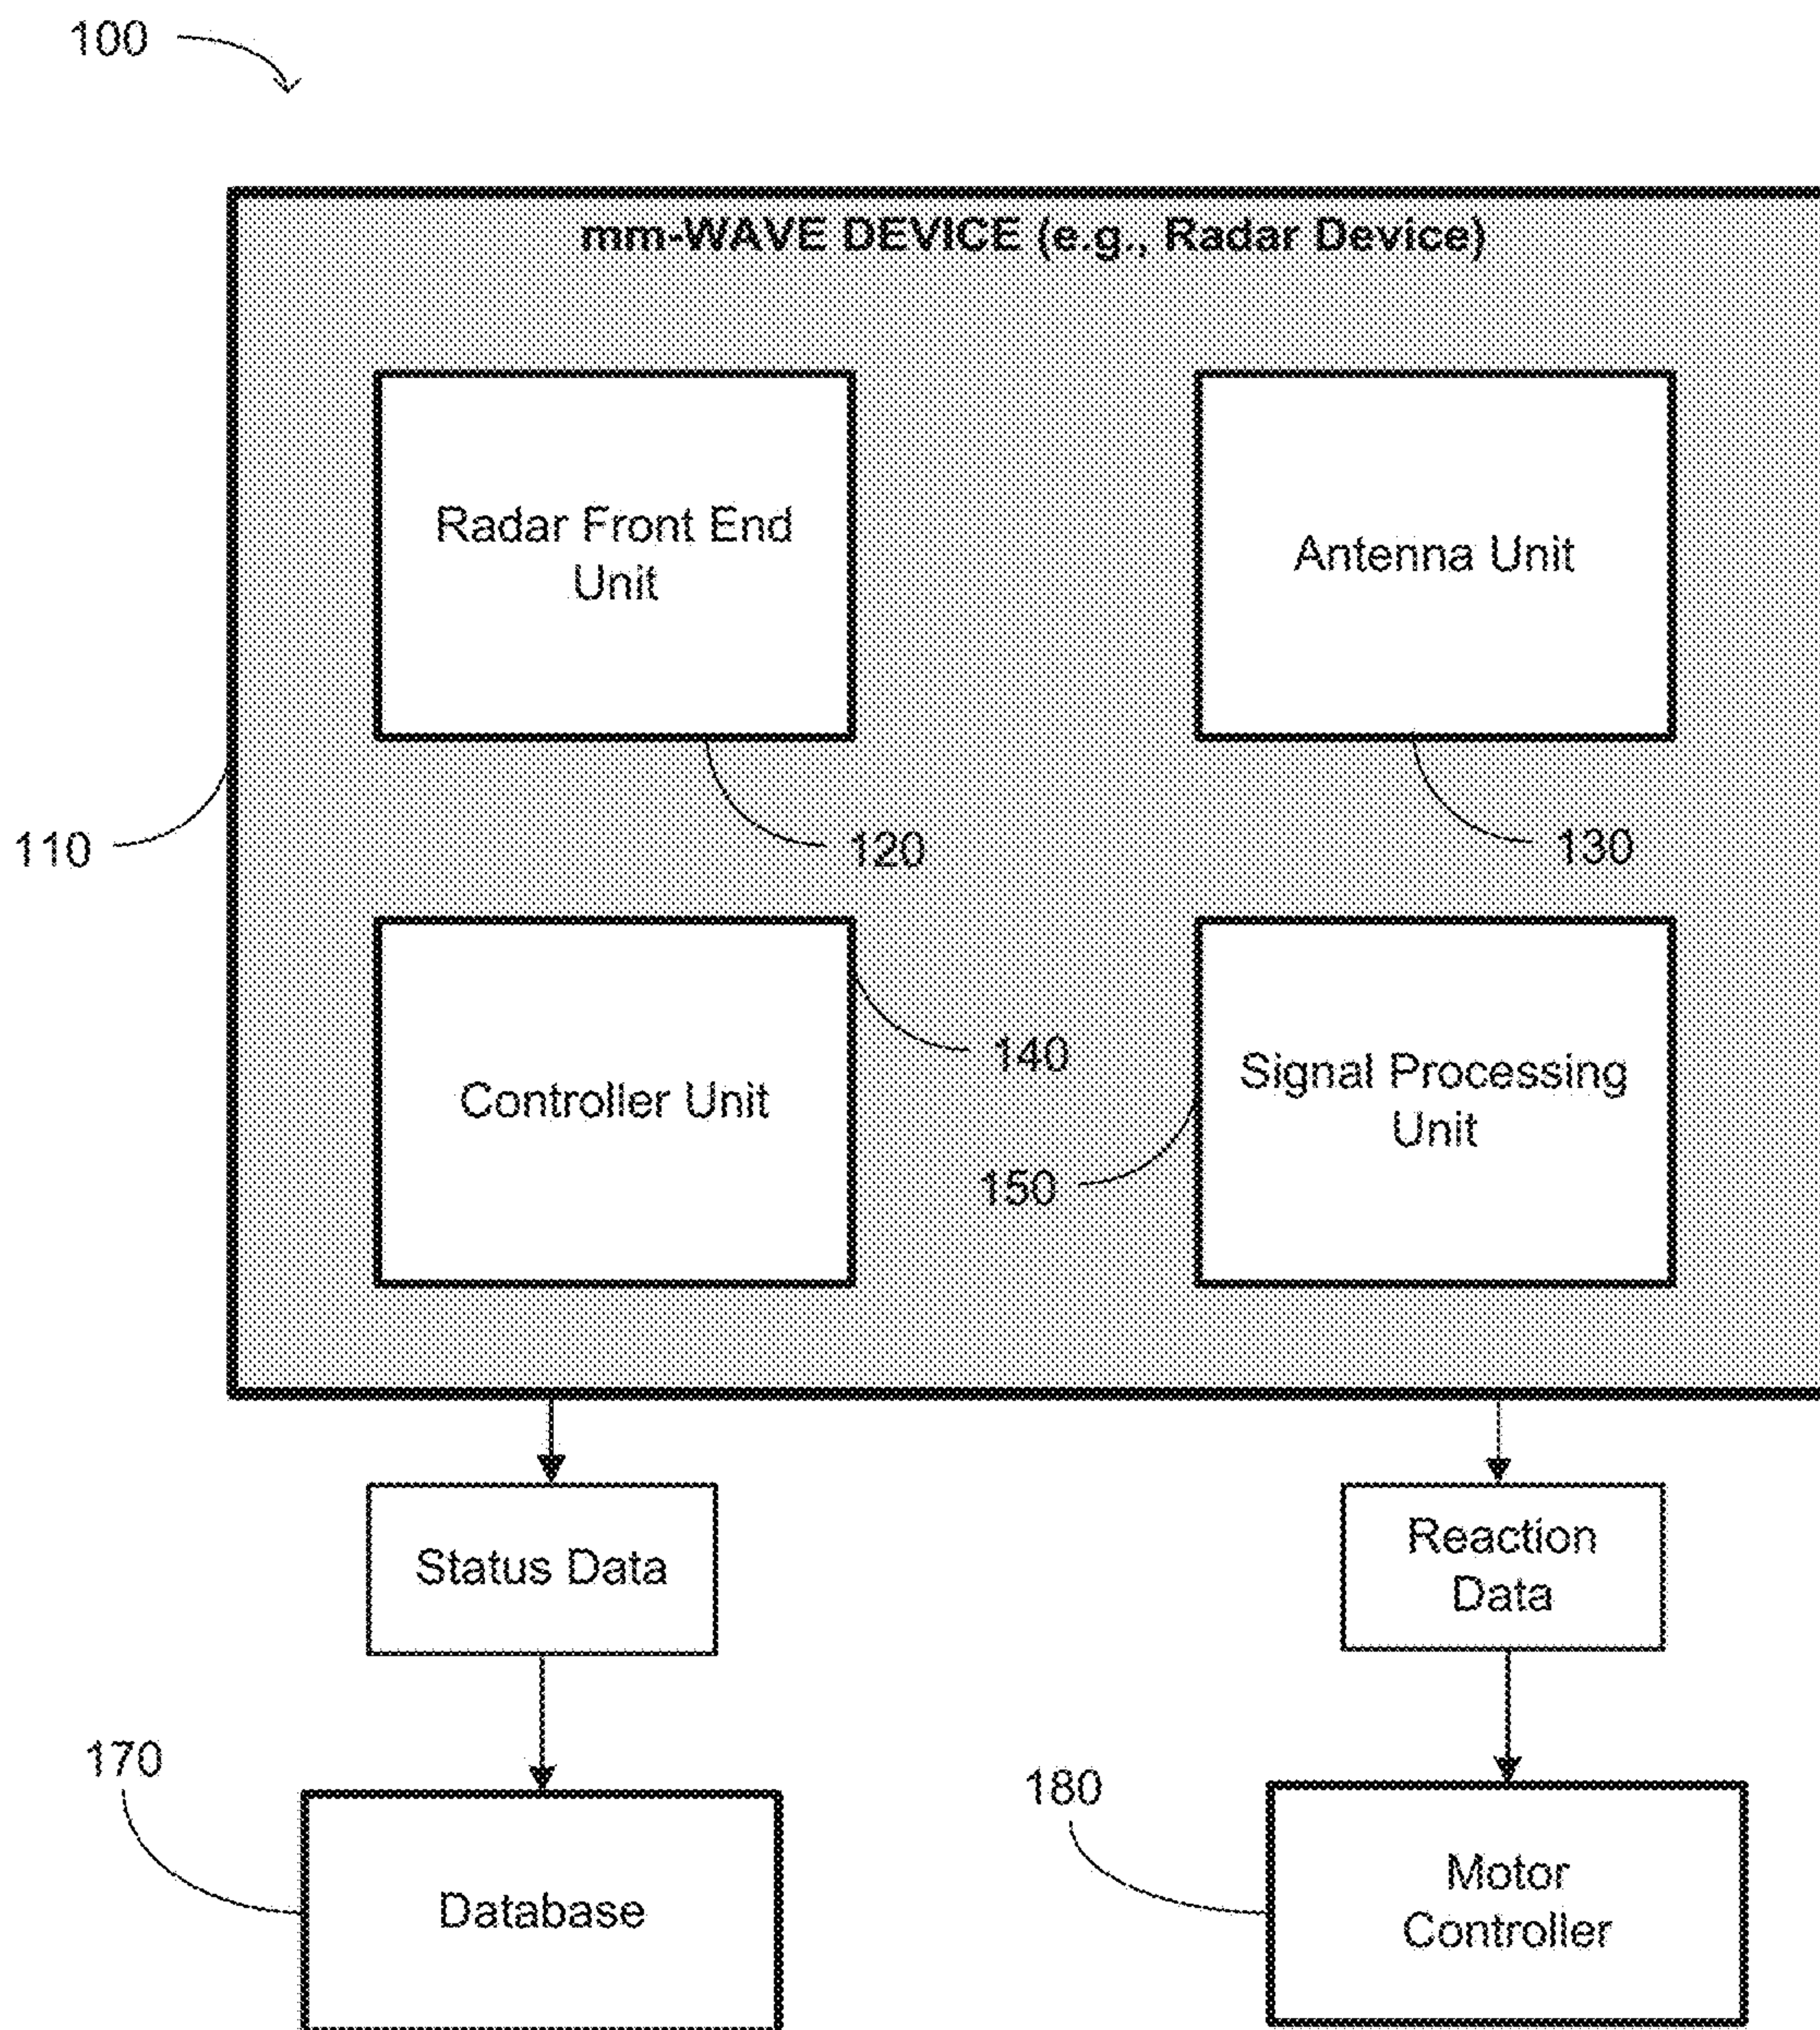 100
mm-WAVE DEVICE (e.g., Radar Device)
Radar Front End
Unit
Antenna Unit
110
120
130
Controller Unit
140
Signal Processing
Unit
150
Status Data
Reaction
Data
170
Database
180
Motor
Controller